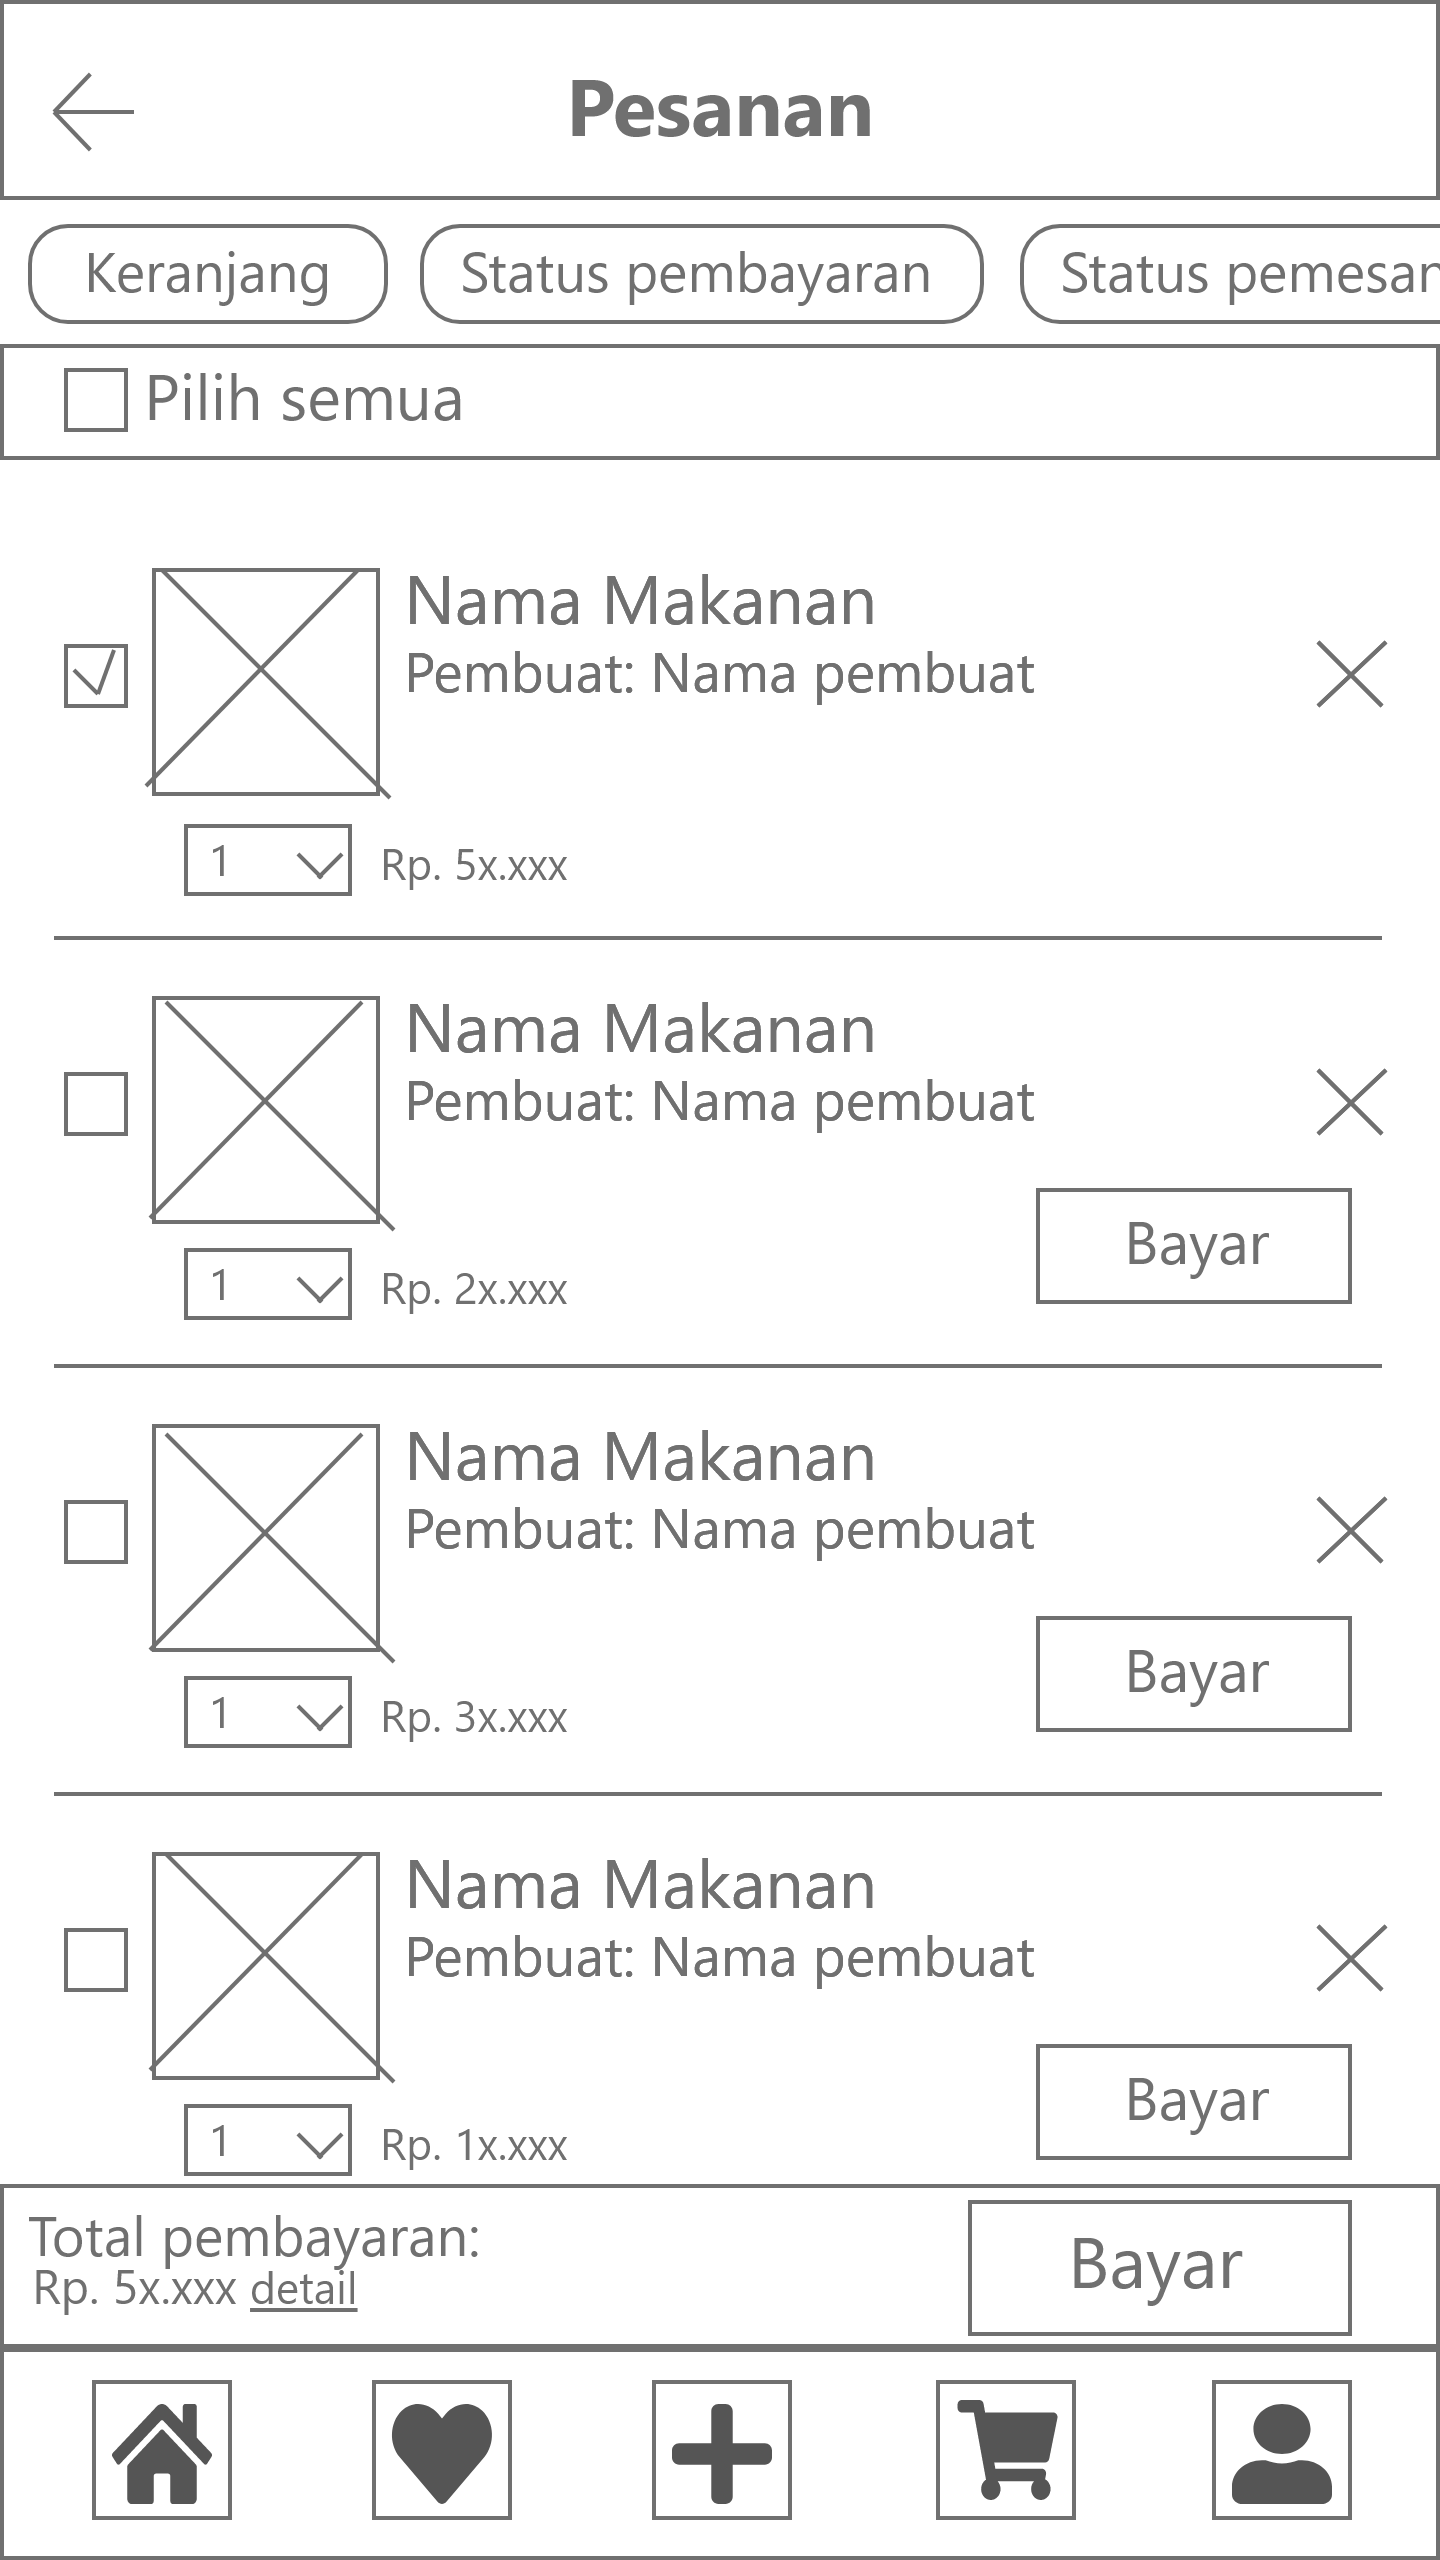 Pesanan
Keranjang
Status pembayaran
Status pemesan
Pilih semua
Nama Makanan
Pembuat: Nama pembuat
1
Rp. 5x.xxx
Nama Makanan
Pembuat: Nama pembuat
Bayar
1
Rp. 2x.xxx
Nama Makanan
Pembuat: Nama pembuat
Bayar
1
Rp. 3x.xxx
Nama Makanan
Pembuat: Nama pembuat
Bayar
1
Rp. 1x.xxx
Total pembayaran:
Rp. 5x.xxx detail
Bayar